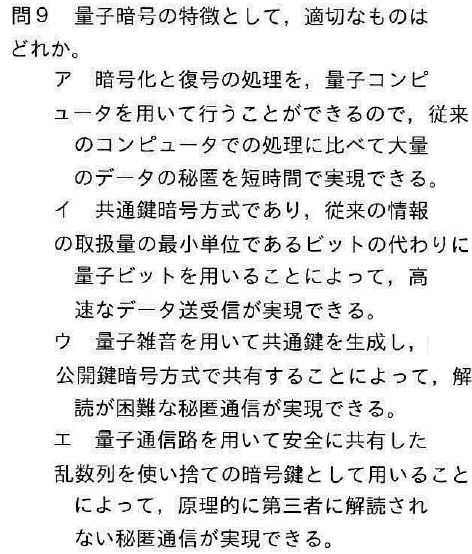 問９　量子暗号の特徴として，適切なものは
どれか。
ア　暗号化と復号の処理を，量子コンピ
ュータを用いて行うことができるので，従来
のコンピュータでの処理に比べて大量
のデータの秘匿を短時間で実現できる。
イ　共通鍵暗号方式であり，従来の情報
の取扱量の最小単位であるビットの代わりに
量子ビットを用いることによって，高
速なデータ送受信が実現できる。
ウ　量子雑音を用いて共通鍵を生成し，
公開鍵暗号方式で共有することによって，解
読が困難な秘匿通信が実現できる。
エ　量子通信路を用いて安全に共有した
乱数列を使い捨ての暗号鍵として用いること
によって，原理的に第三者に解読され
ない秘匿通信が実現できる。